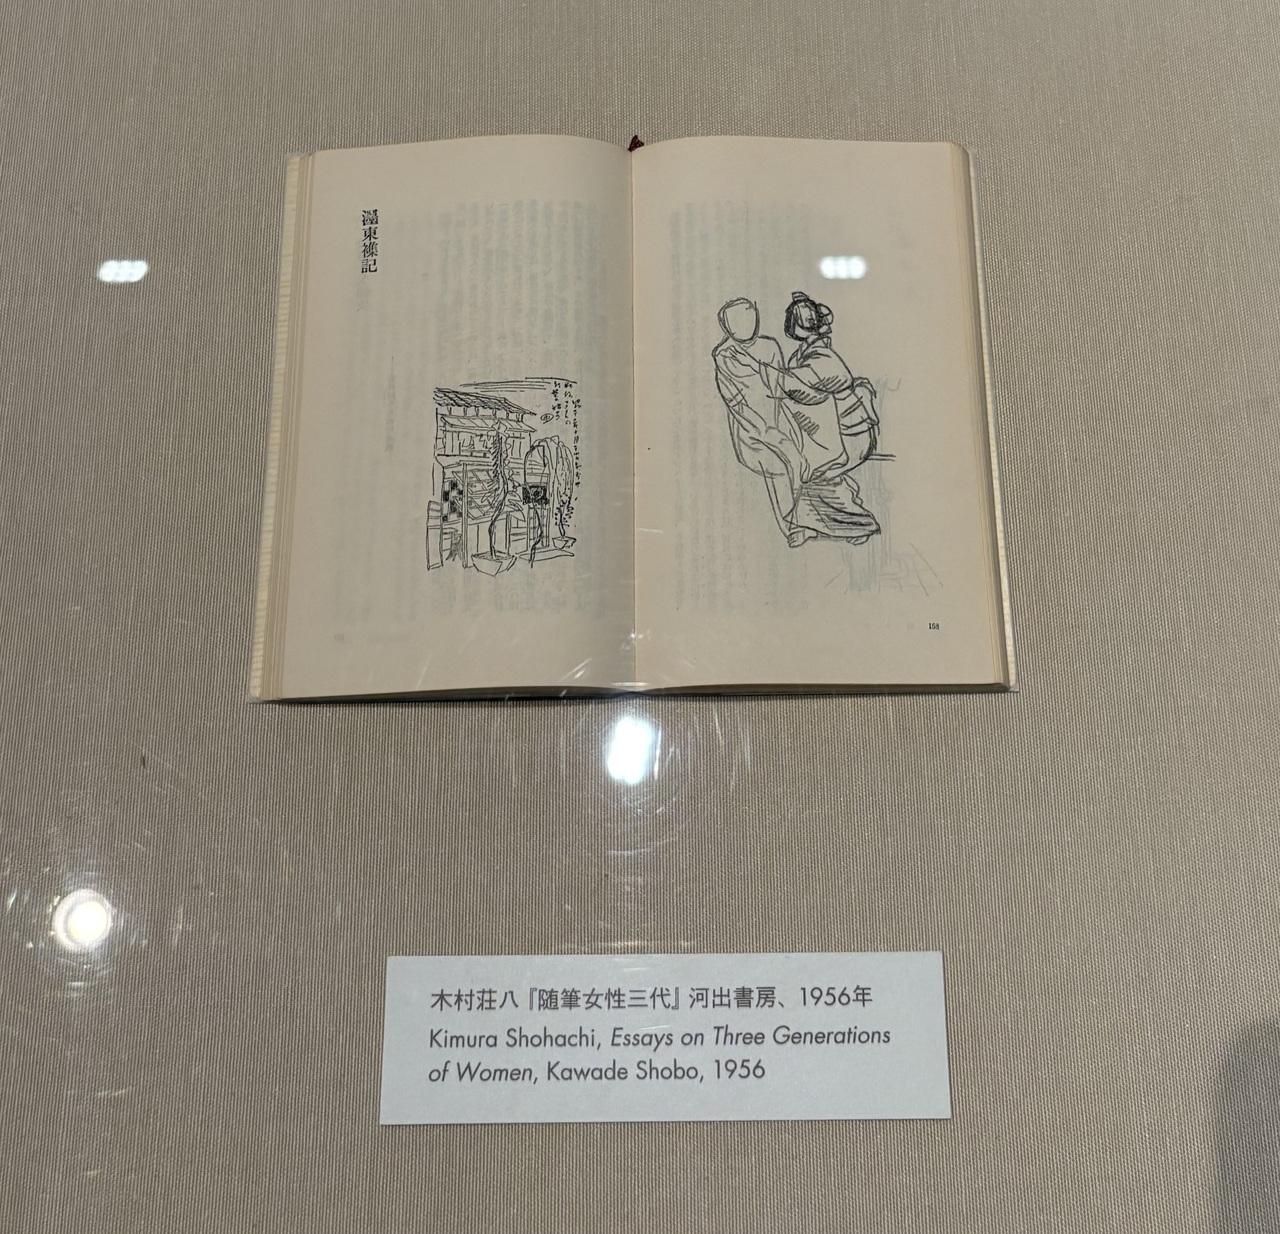 158
濹東襍記
木村荘八『随筆女性三代』河出書房、1956年
Kimura Shohachi, Essays on Three Generations
of Women, Kawade Shobo, 1956